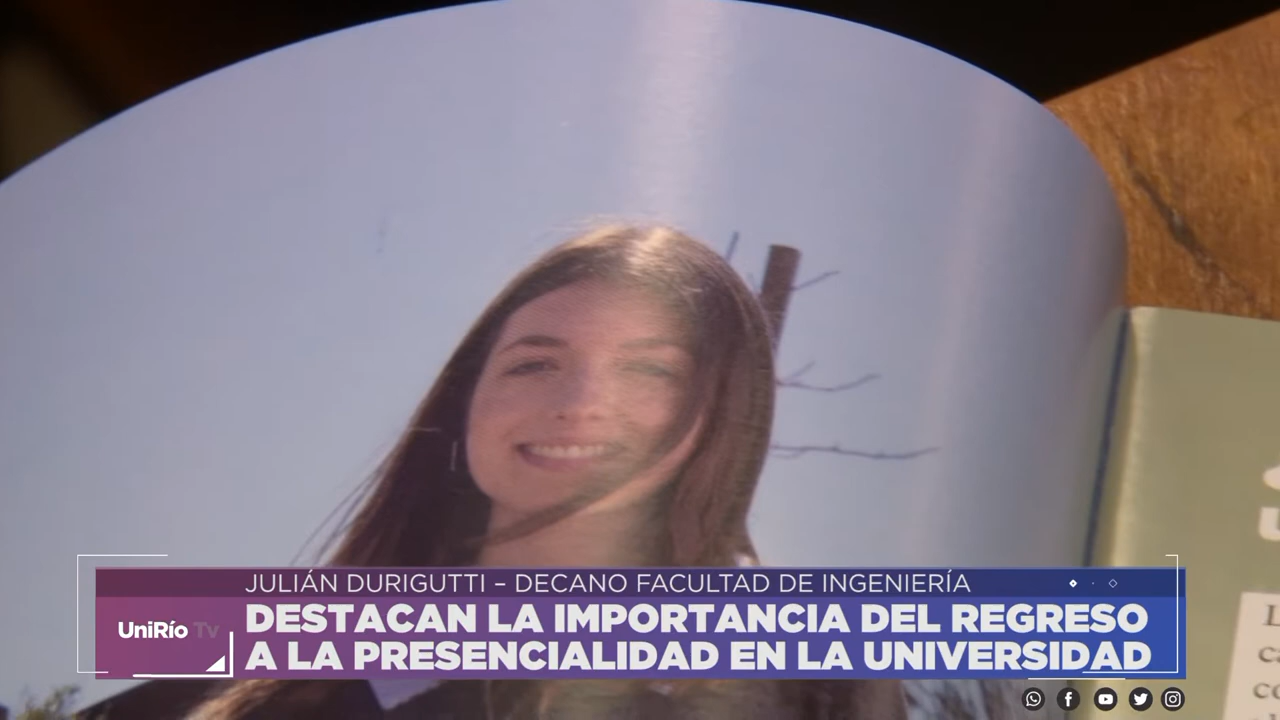 JULIÁN DURIGUTTI – DECANO FACULTAD DE INGENIERÍA
UniRío Tv
DESTACAN LA IMPORTANCIA DEL REGRESO
A LA PRESENCIALIDAD EN LA UNIVERSIDAD